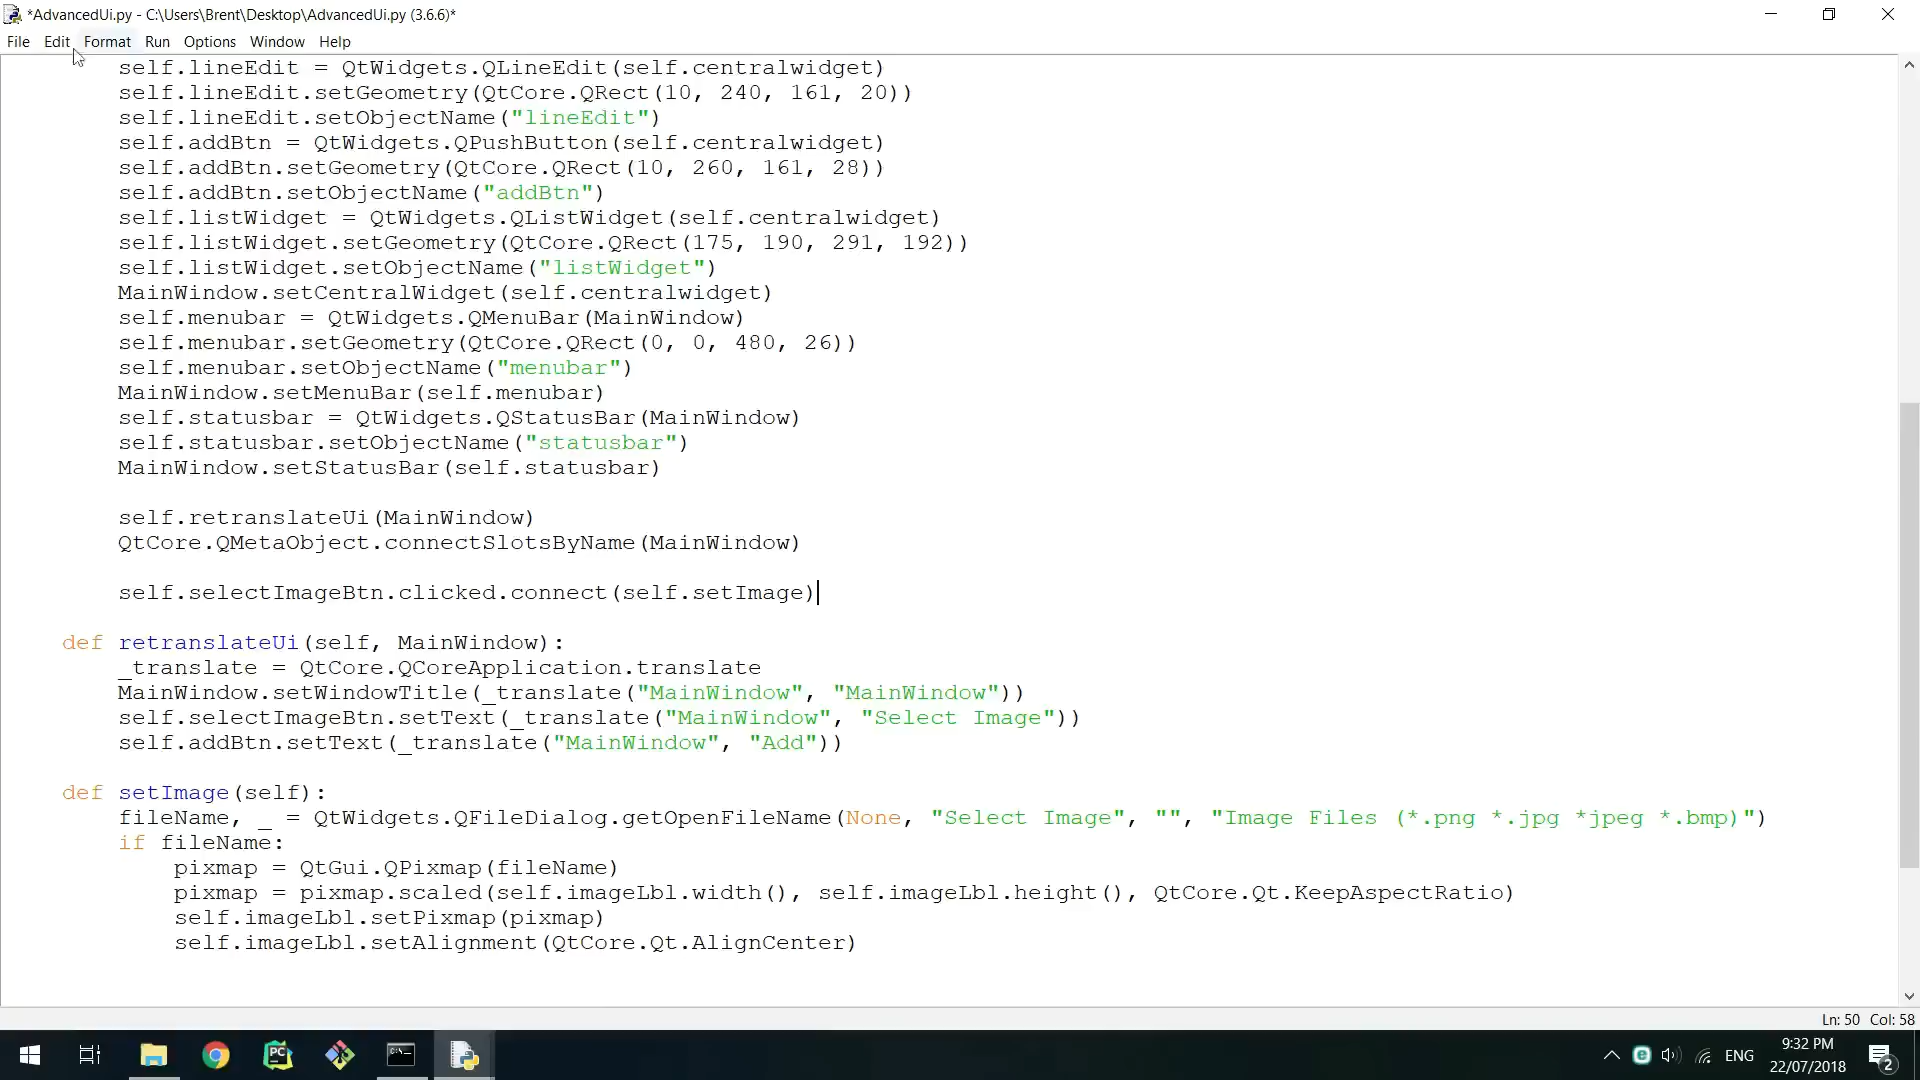 *AdvancedUi.py - C:\Users\Brent\Desktop\AdvancedUi.py (3.6.6)*
File Edit Format Run Options Window Help
self.lineEdit = QtWidgets.QLineEdit(self.centralwidget)
self.lineEdit.setGeometry(QtCore.QRect(10, 240, 161, 20))
self.lineEdit.setObjectName("lineEdit")
self.addBtn = QtWidgets.QPushButton(self.centralwidget)
self.addBtn.setGeometry(QtCore.QRect(10, 260, 161, 28))
self.addBtn.setObjectName("addBtn")
self.listWidget = QtWidgets.QListWidget(self.centralwidget)
self.listWidget.setGeometry(QtCore.QRect(175, 190, 291, 192))
self.listWidget.setObjectName("listWidget")
MainWindow.setCentralWidget(self.centralwidget)
self.menubar = QtWidgets.QMenuBar(MainWindow)
self.menubar.setGeometry(QtCore.QRect(0, 0, 480, 26))
self.menubar.setObjectName("menubar")
MainWindow.setMenuBar(self.menubar)
self.statusbar = QtWidgets.QStatusBar(MainWindow)
self.statusbar.setObjectName("statusbar")
MainWindow.setStatusBar(self.statusbar)
self.retranslateUi(MainWindow)
QtCore.QMetaObject.connectSlotsByName(MainWindow)
self.selectImageBtn.clicked.connect(self.setImage)
def retranslateUi(self, MainWindow):
_translate = QtCore.QCoreApplication.translate
MainWindow.setWindowTitle(_translate("MainWindow", "MainWindow"))
self.selectImageBtn.setText(_translate("MainWindow", "Select Image"))
self.addBtn.setText(_translate("MainWindow", "Add"))
def setImage(self):
fileName, _ = QtWidgets.QFileDialog.getOpenFileName(None, "Select Image", "", "Image Files (*.png *.jpg *jpeg *.bmp)")
if fileName:
pixmap = QtGui.QPixmap(fileName)
pixmap = pixmap.scaled(self.imageLbl.width(), self.imageLbl.height(), QtCore.Qt.KeepAspectRatio)
self.imageLbl.setPixmap(pixmap)
self.imageLbl.setAlignment(QtCore.Qt.AlignCenter)
Ln: 50 Col: 58
PC
ENG
9:32 PM
22/07/2018
2